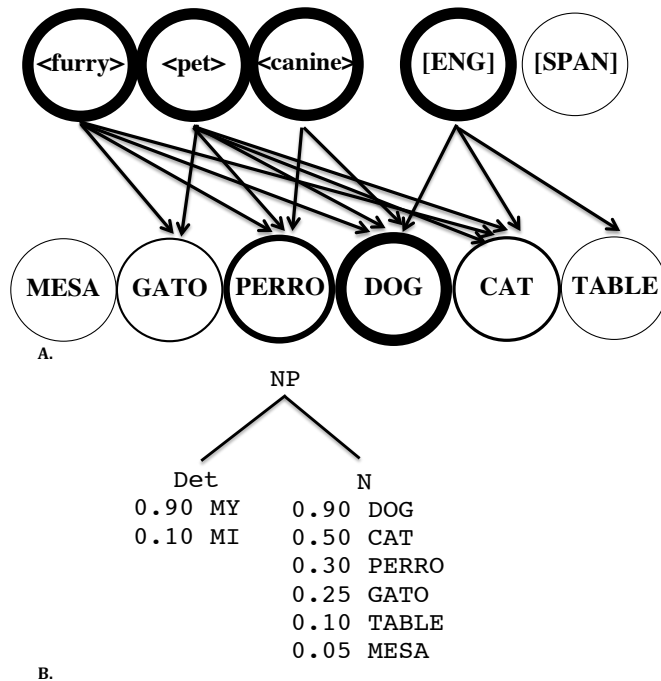 <furry> <pet> <canine> [ENG] [SPAN]
MESA GATO PERRO DOG CAT TABLE
A.
NP
Det N
0.90 MY 0.90 DOG
0.10 MI 0.50 CAT
0.30 PERRO
0.25 GATO
0.10 TABLE
0.05 MESA
B.